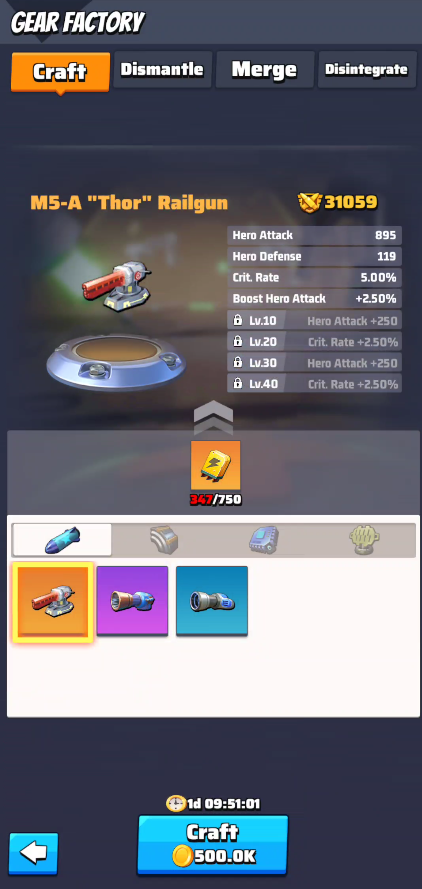 GEAR FACTORY
Craft Dismantle Merge Disintegrate
M5-A "Thor" Railgun 31059
Hero Attack 895
Hero Defense 119
Crit. Rate 5.00%
Boost Hero Attack +2.50%
Lv.10 Hero Attack +250
Lv.20 Crit. Rate +2.50%
Lv.30 Hero Attack +250
Lv.40 Crit. Rate +2.50%
347/750
1d 09:51:01
Craft
500.0K